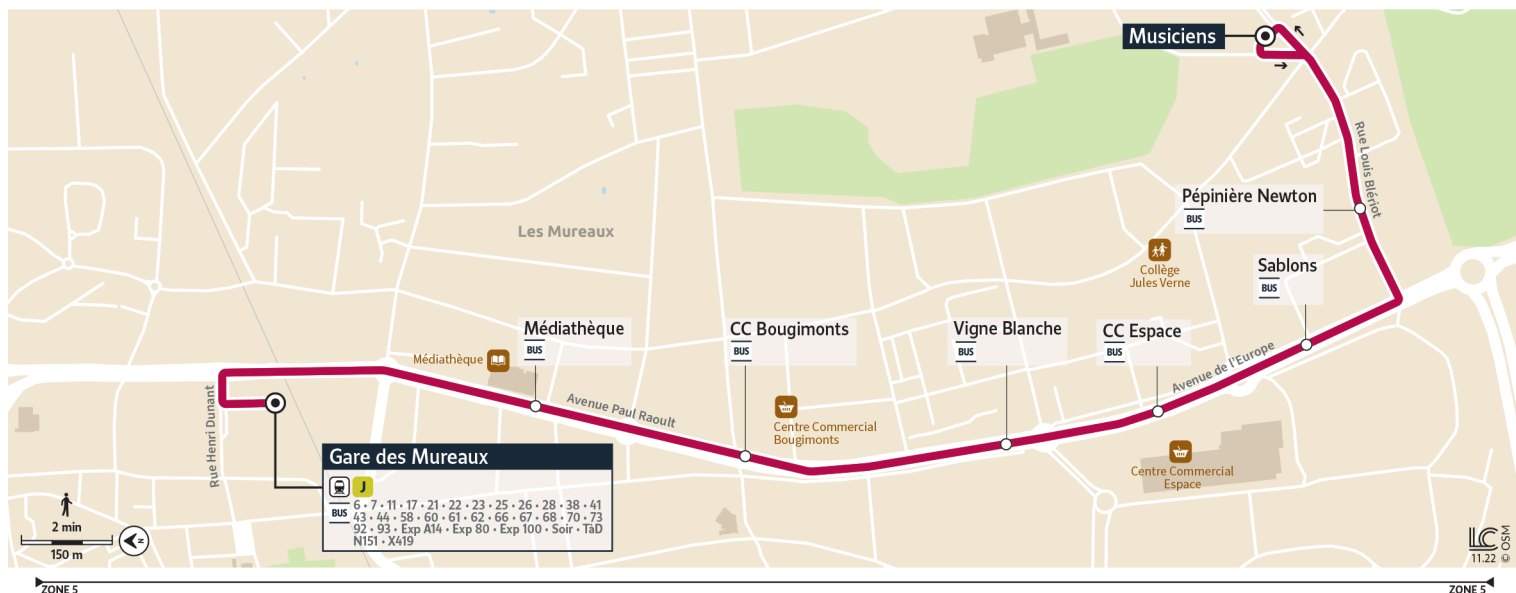 Musiciens
Rue Louis Blériot
Pépinière Newton
BUS
Les Mureaux
Collège
Jules Verne
Sablons
BUS
Médiathèque
BUS
CC Bougimonts
BUS
Vigne Blanche
BUS
CC Espace
BUS
Médiathèque
Avenue de l'Europe
Rue Henri Dunant
Avenue Paul Raoult
Centre Commercial
Bougimonts
Gare des Mureaux
J
BUS
6 • 7 • 11 • 17 • 21 • 22 • 23 • 25 • 26 • 28 • 38 • 41
43 • 44 • 58 • 60 • 61 • 62 • 66 • 67 • 68 • 70 • 73
92 • 93 • Exp A14 • Exp 80 • Exp 100 • Soir • TàD
N151 • X419
Centre Commercial
Espace
2 min
150 m
N
LC
11.22 © OSM
ZONE 5
ZONE 5